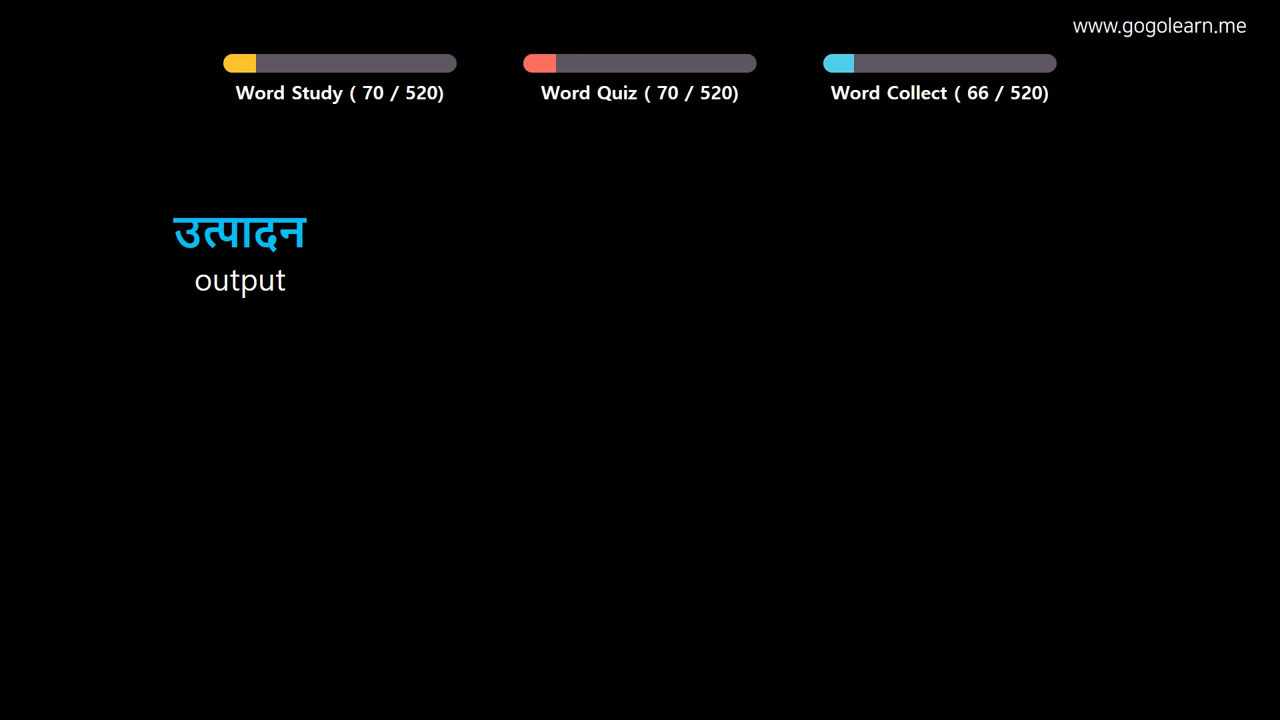 www.gogolearn.me
Word Study ( 70 / 520)
Word Quiz ( 70 / 520)
Word Collect ( 66 / 520)
उत्पादन
output